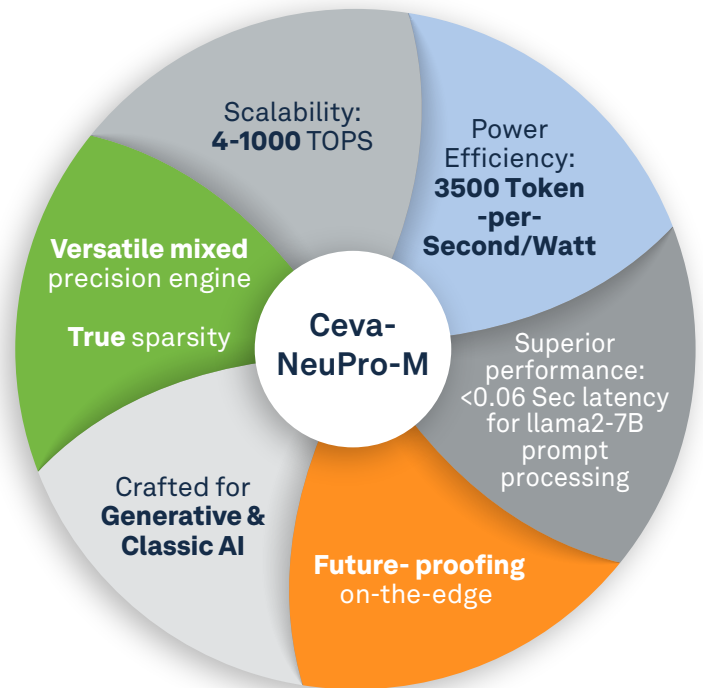 Scalability:
4-1000 TOPS
Power
Efficiency:
3500 Token
-per-
Second/Watt
Superior
performance:
<0.06 Sec latency
for llama2-7B
prompt
processing
Future- proofing
on-the-edge
Crafted for
Generative &
Classic AI
Versatile mixed
precision engine
True sparsity
Ceva-
NeuPro-M